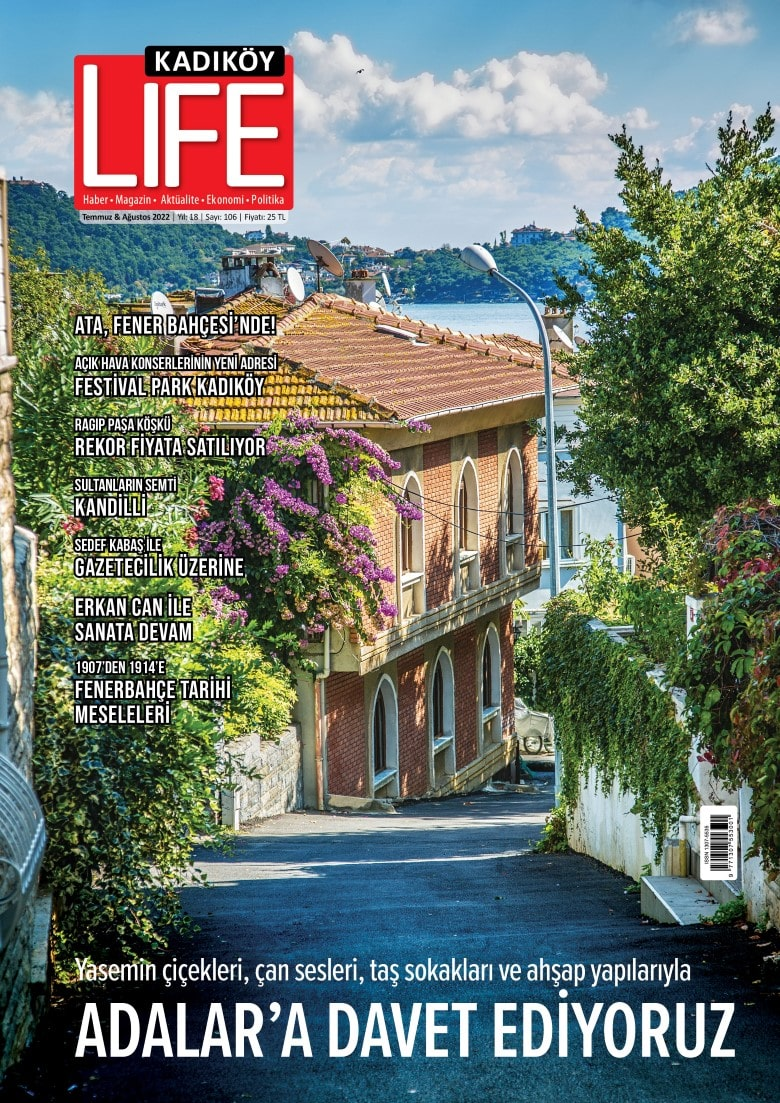 KADIKÖY
LIFE
Haber • Magazin • Aktüalite • Ekonomi • Politika
Temmuz & Ağustos 2022 | Yıl: 18 | Sayı: 106 | Fiyatı: 25 TL
ATA, FENER BAHÇESİ'NDE!
AÇIK HAVA KONSERLERİNİN YENİ ADRESİ
FESTİVAL PARK KADIKÖY
RAGIP PAŞA KÖŞKÜ
REKOR FİYATA SATILIYOR
SULTANLARIN SEMTİ
KANDİLLİ
SEDEF KABAŞ İLE
GAZETECİLİK ÜZERİNE
ERKAN CAN İLE
SANATA DEVAM
1907'DEN 1914'E
FENERBAHÇE TARİHİ
MESELELERİ
ISSN 1307-5535
Yasemin çiçekleri, çan sesleri, taş sokakları ve ahşap yapılarıyla
ADALAR'A DAVET EDİYORUZ